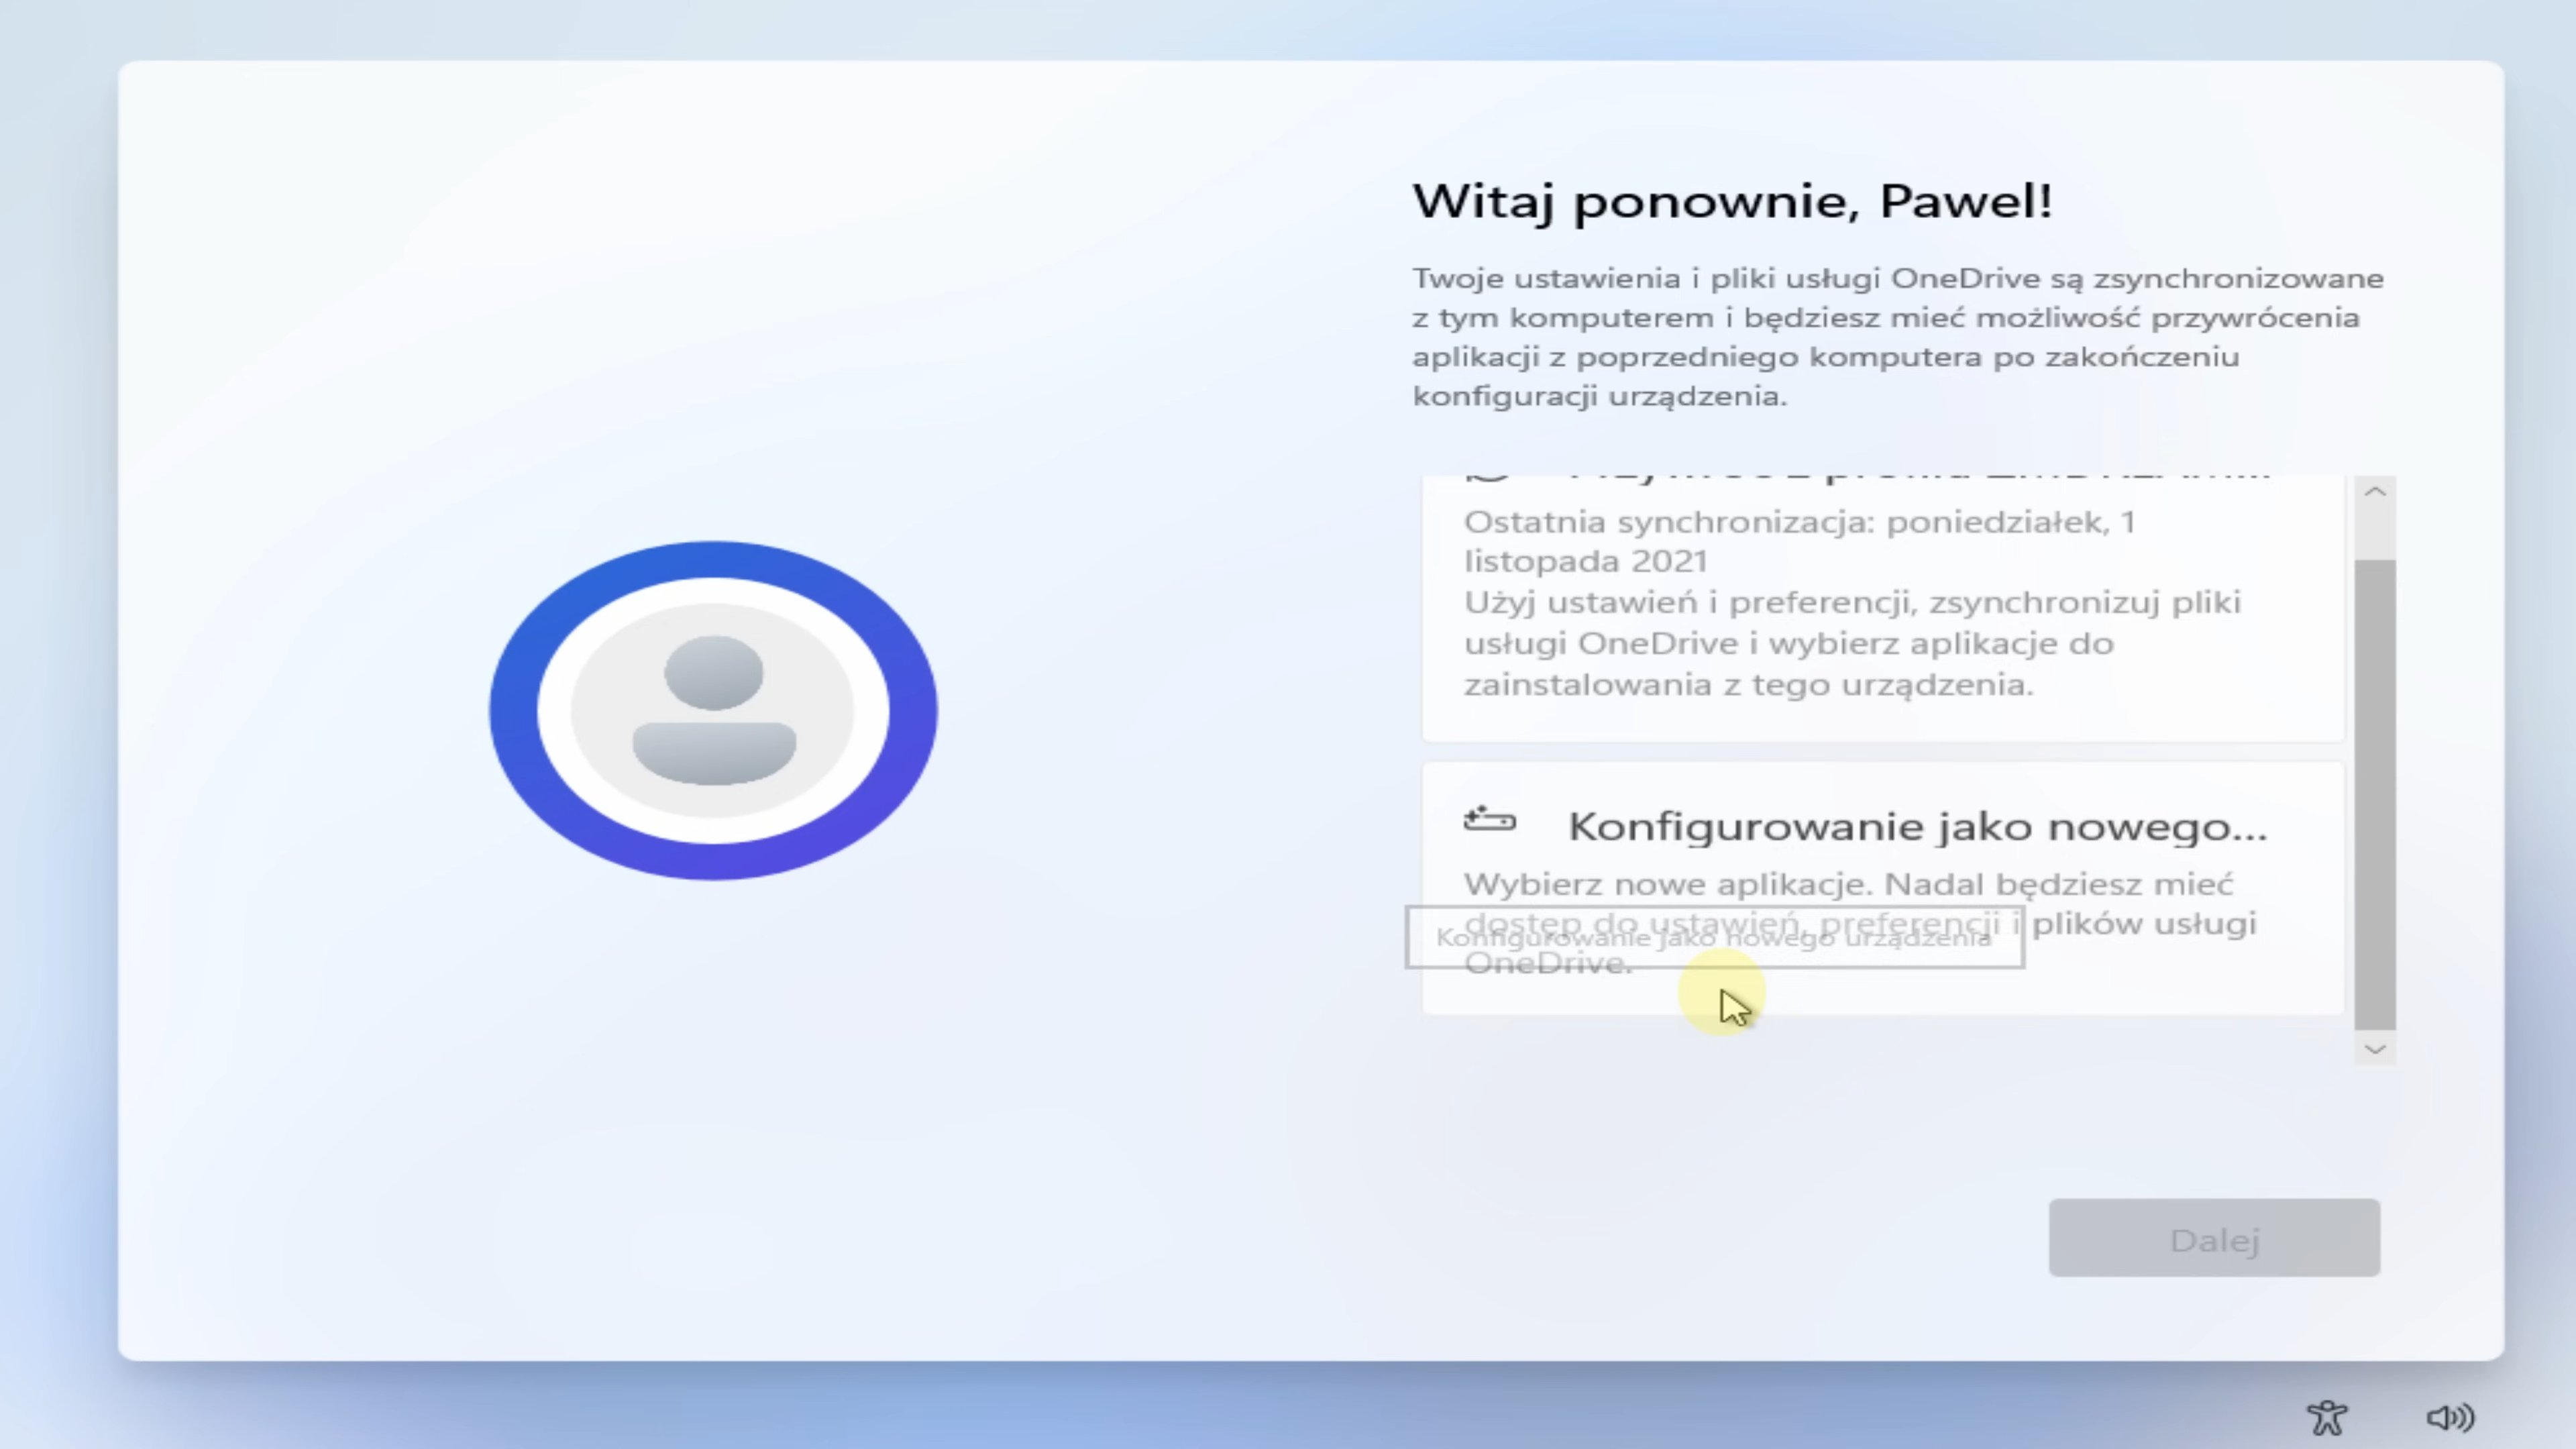 Witaj ponownie, Pawel!
Twoje ustawienia i pliki usługi OneDrive są zsynchronizowane
z tym komputerem i będziesz mieć możliwość przywrócenia
aplikacji z poprzedniego komputera po zakończeniu
konfiguracji urządzenia.
Ostatnia synchronizacja: poniedziałek, 1
listopada 2021
Użyj ustawień i preferencji, zsynchronizuj pliki
usługi OneDrive i wybierz aplikacje do
zainstalowania z tego urządzenia.
Konfigurowanie jako nowego...
Wybierz nowe aplikacje. Nadal będziesz mieć
dostęp do ustawień, preferencji i plików usługi
Konfigurowanie jako nowego urządzenia
OneDrive.
Dalej